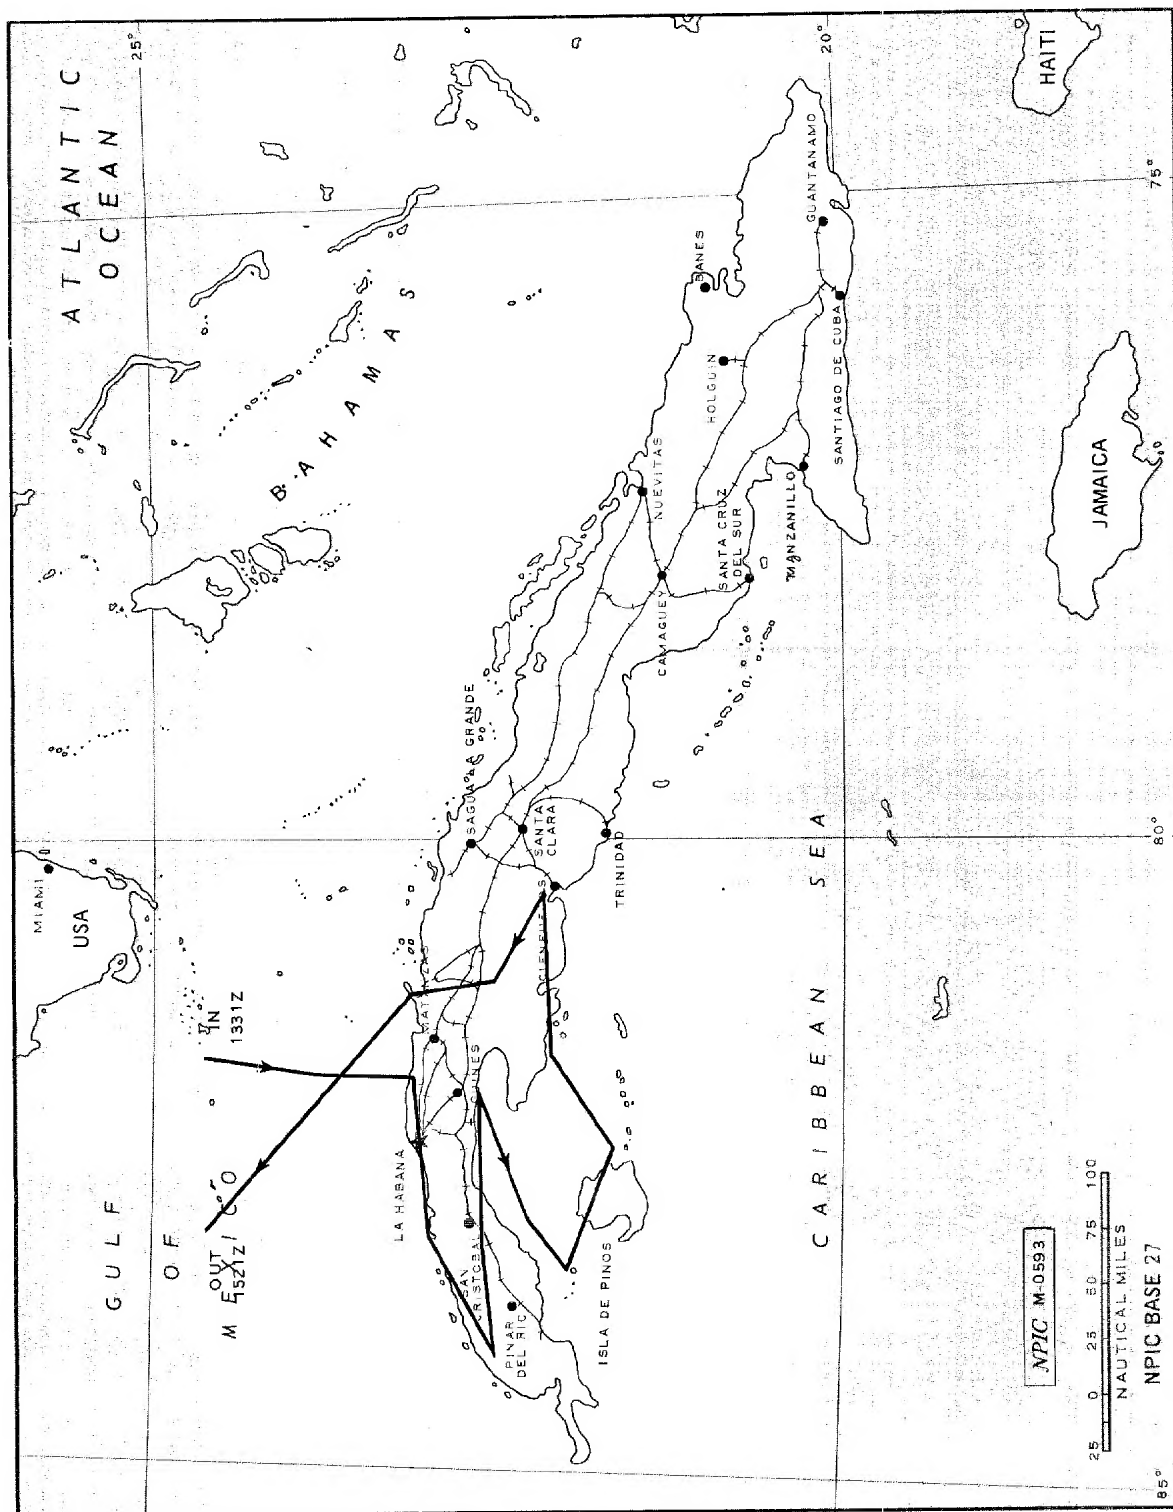 ATLANTIC
OCEAN
25°
20°
HAITI
MIAMI
USA
BAHAMAS
GULF
OF
MEXICO
IN
1331Z
OUT
1521Z
LA HABANA
MATANZAS
GUINES
SAN
CRISTOBAL
PINAR
DEL RIO
ISLA DE PINOS
CIENFUEGOS
SAGUA LA GRANDE
SANTA
CLARA
TRINIDAD
CAMAGUEY
NUEVITAS
SANTA CRUZ
DEL SUR
MANZANILLO
HOLGUIN
BANES
GUANTANAMO
SANTIAGO DE CUBA
JAMAICA
CARIBBEAN SEA
85°
80°
75°
NPIC M-0593
25 0 25 50 75 100
NAUTICAL MILES
NPIC BASE 27